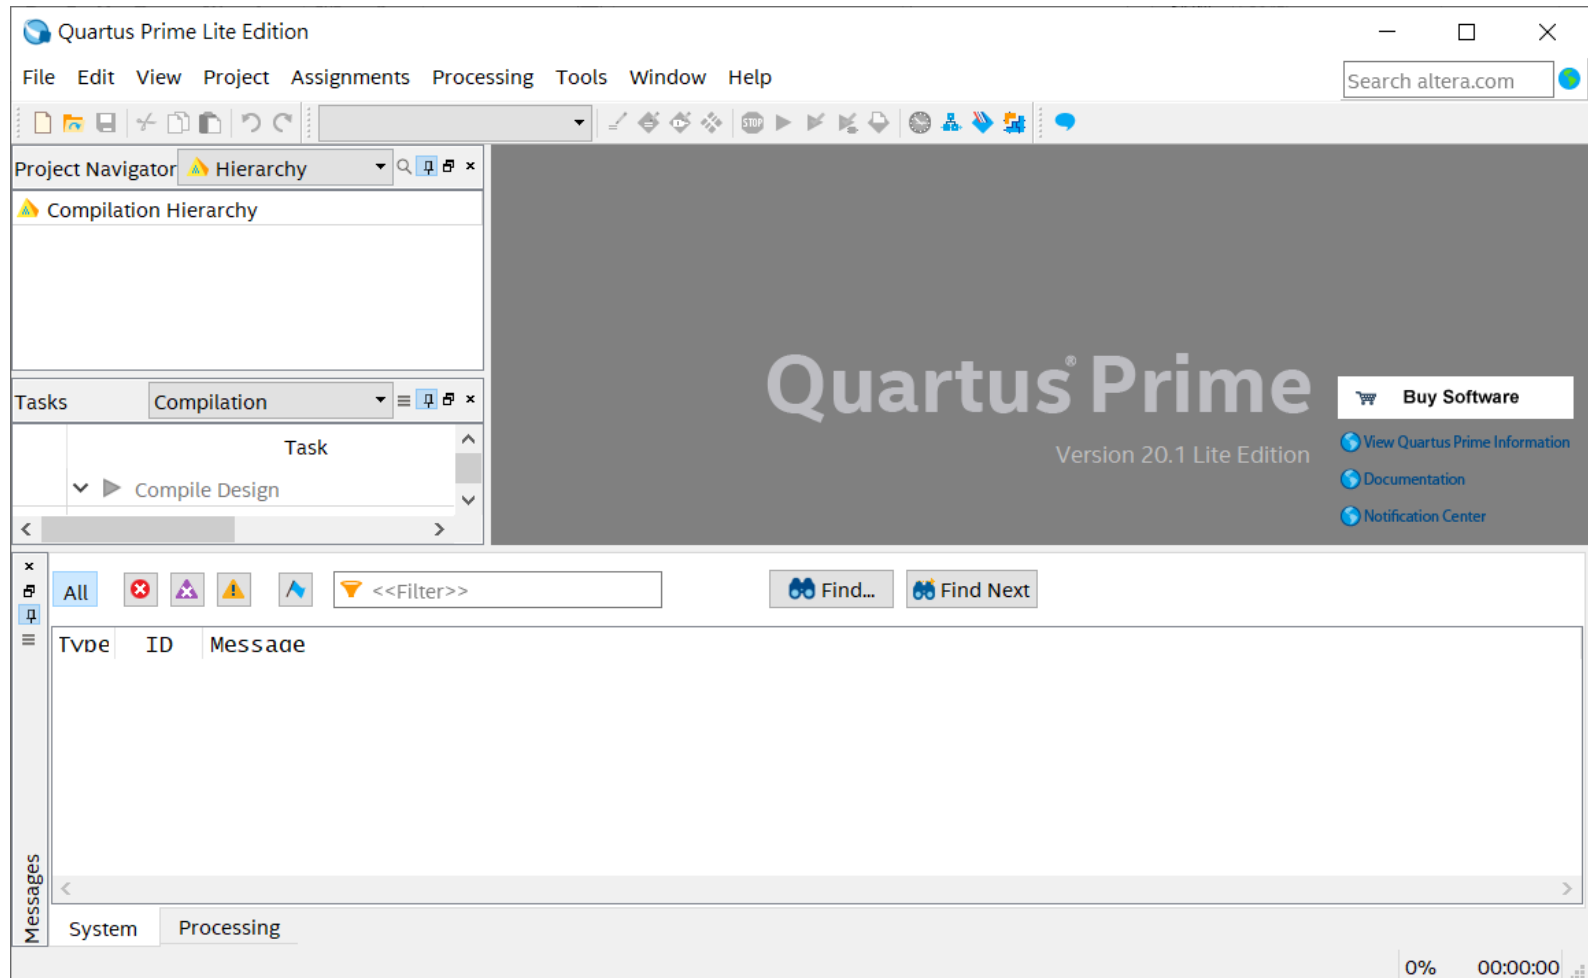 Quartus Prime Lite Edition
File Edit View Project Assignments Processing Tools Window Help
Search altera.com
STOP
Project Navigator Hierarchy
Compilation Hierarchy
Tasks Compilation
Task
Compile Design
Quartus® Prime
Version 20.1 Lite Edition
Buy Software
View Quartus Prime Information
Documentation
Notification Center
All <<Filter>> Find... Find Next
Type ID Message
Messages
System Processing
0% 00:00:00